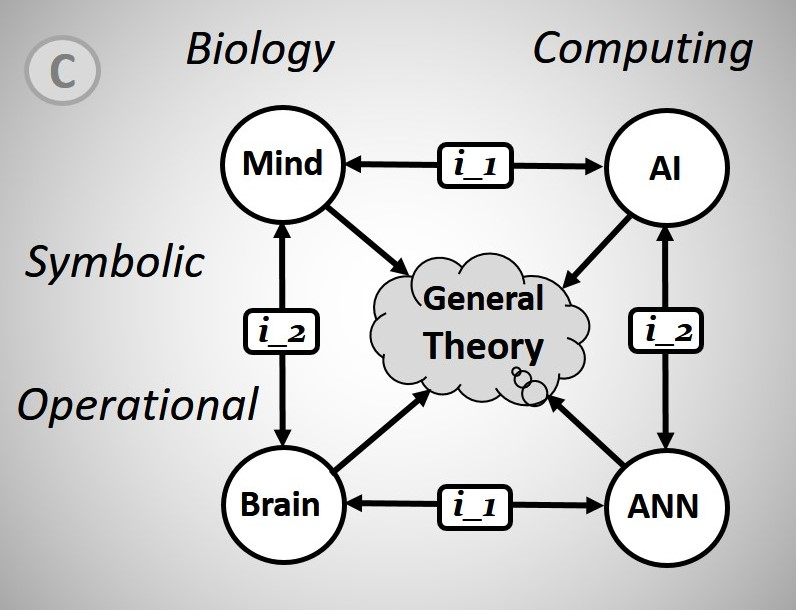 Biology
Computing
C
Mind
i_1
AI
Symbolic
General
Theory
i_2
i_2
Operational
Brain
i_1
ANN